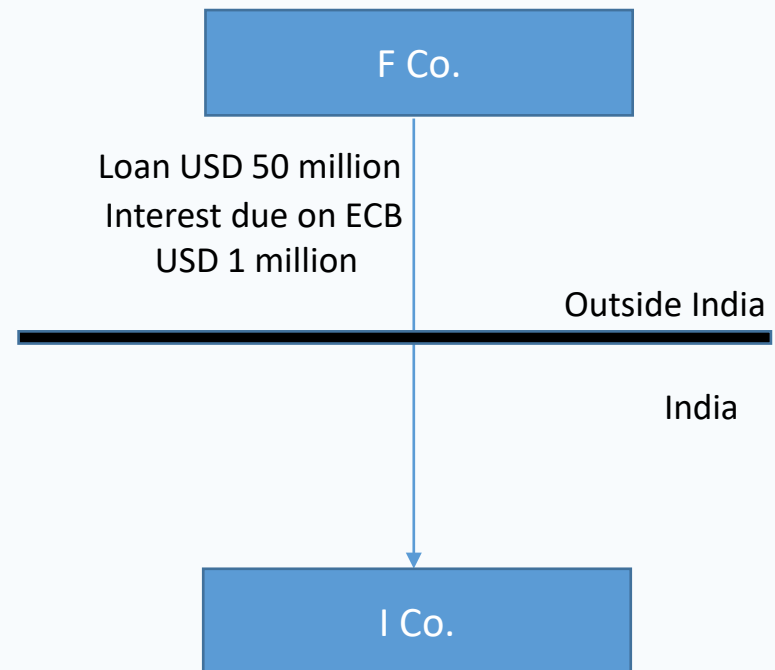 F Co.
Loan USD 50 million
Interest due on ECB
USD 1 million
Outside India
India
I Co.